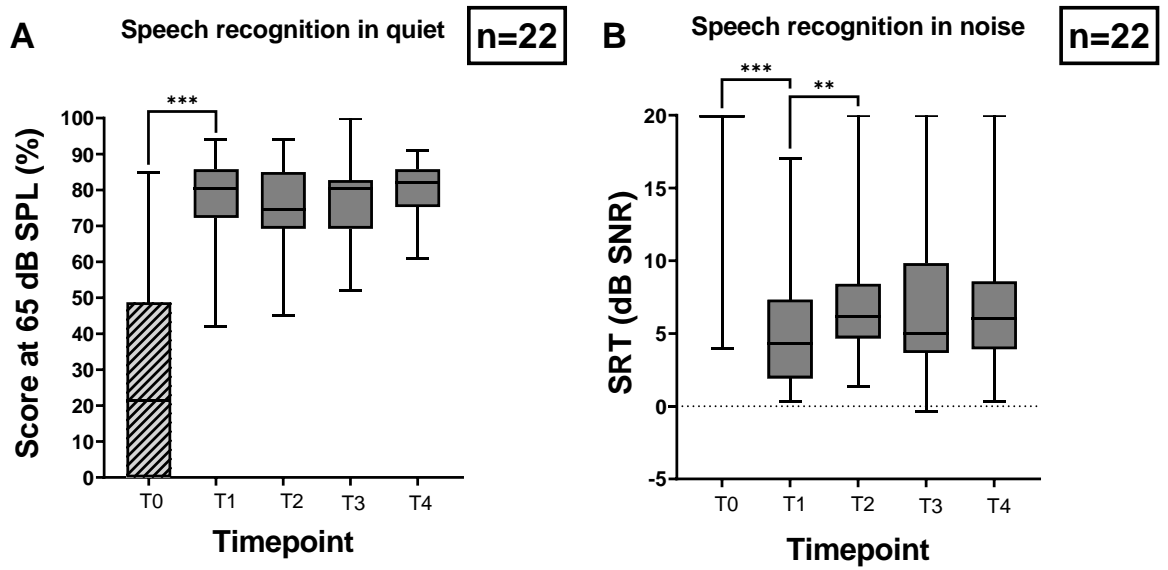 A
Speech recognition in quiet
n=22
***
Score at 65 dB SPL (%)
100
90
80
70
60
50
40
30
20
10
0
T0 T1 T2 T3 T4
Timepoint
B
Speech recognition in noise
n=22
***
**
SRT (dB SNR)
20
15
10
5
0
-5
T0 T1 T2 T3 T4
Timepoint